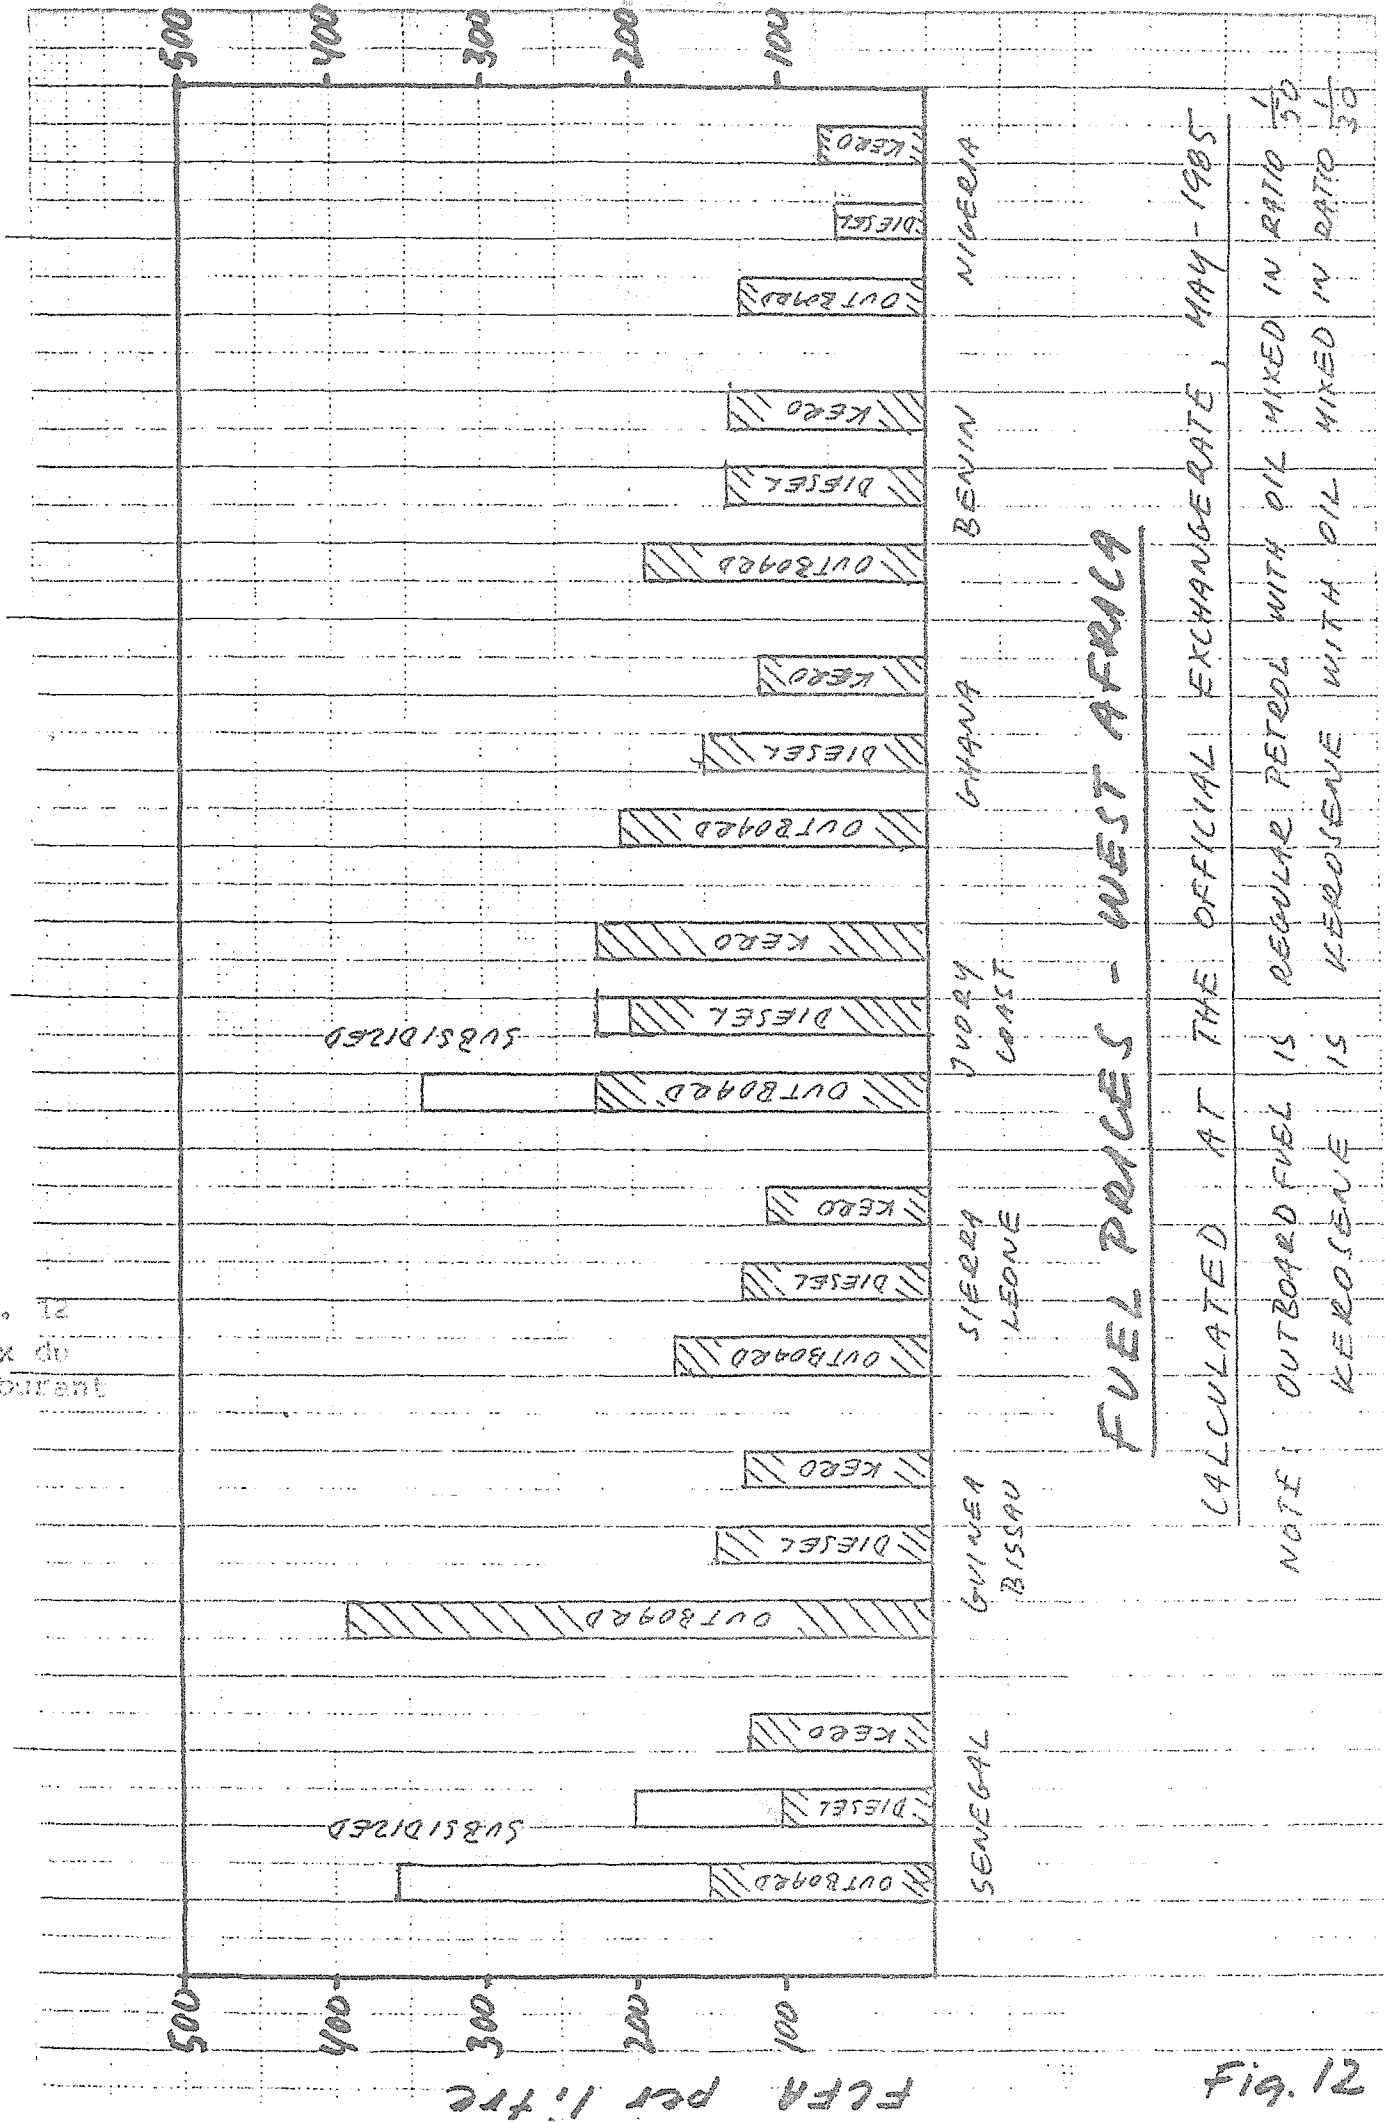 FCFA per litre
500
400
300
200
100
500
400
300
200
100
SUBSIDIZED
SUBSIDIZED
OUTBOARD
DIESEL
KERO
OUTBOARD
DIESEL
KERO
OUTBOARD
DIESEL
KERO
OUTBOARD
DIESEL
KERO
OUTBOARD
DIESEL
KERO
OUTBOARD
DIESEL
KERO
OUTBOARD
DIESEL
KERO
SENEGAL
GUINEA
BISSAU
SIERRA
LEONE
IVORY
COAST
GHANA
BENIN
NIGERIA
FUEL PRICES - WEST AFRICA
CALCULATED AT THE OFFICIAL EXCHANGERATE, MAY-1985
NOTE: OUTBOARD FUEL IS REGULAR PETROL WITH OIL MIXED IN RATIO 1/50
KEROSENE IS KEROSENE WITH OIL MIXED IN RATIO 1/30
Fig. 12
12
du